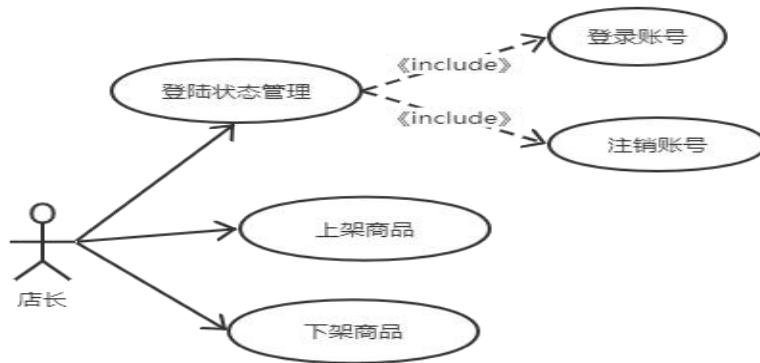 登录账号
《include》
登陆状态管理
《include》
注销账号
上架商品
店长
下架商品